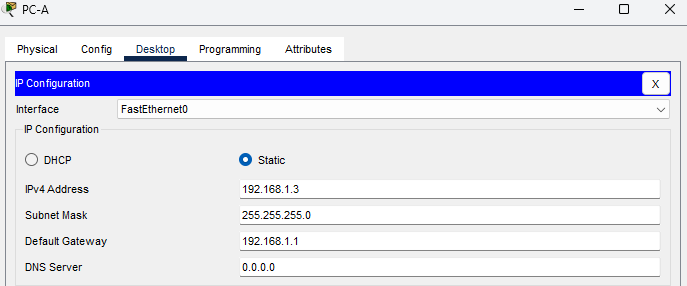 PC-A
Physical Config Desktop Programming Attributes
IP Configuration X
Interface FastEthernet0
IP Configuration
DHCP Static
IPv4 Address 192.168.1.3
Subnet Mask 255.255.255.0
Default Gateway 192.168.1.1
DNS Server 0.0.0.0